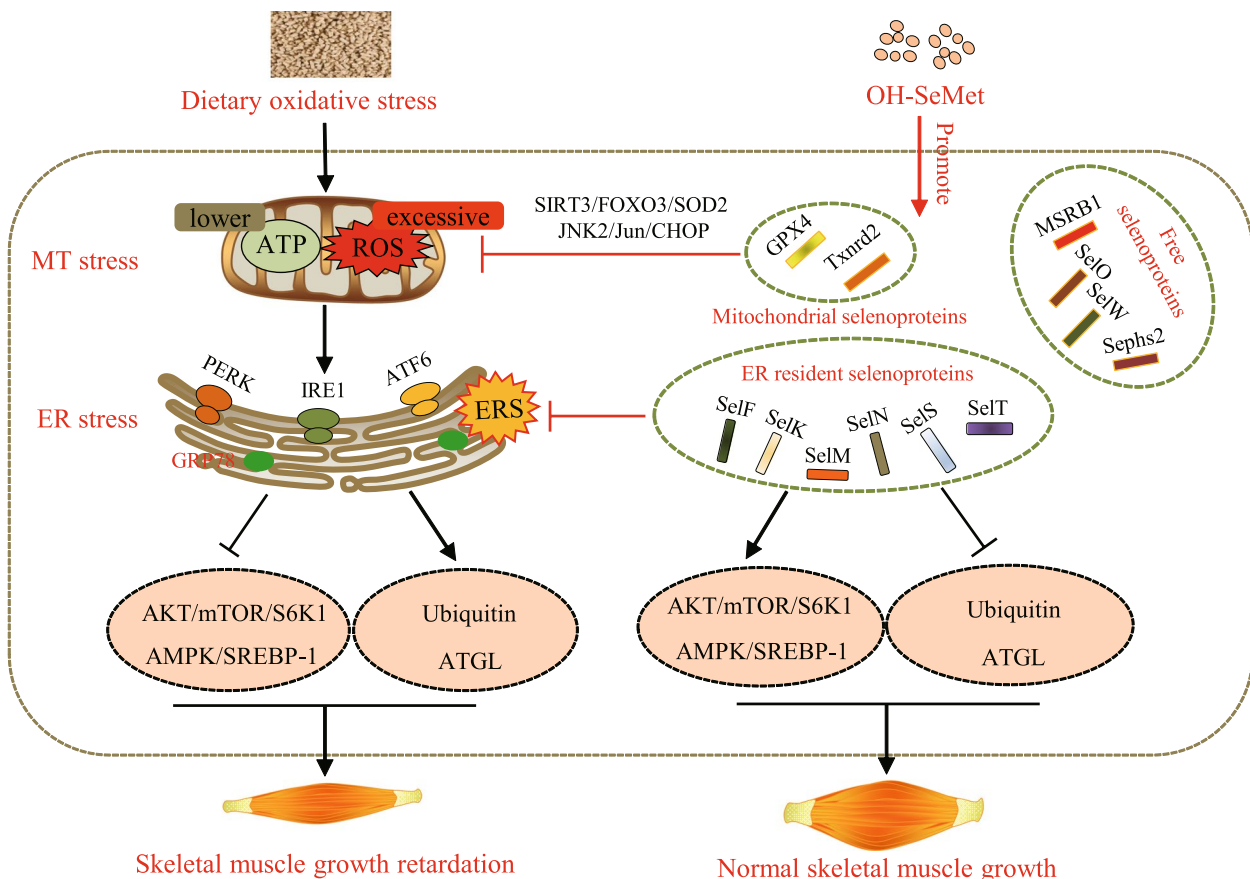 Dietary oxidative stress
OH-SeMet
Promote
lower
excessive
ATP
ROS
MT stress
SIRT3/FOXO3/SOD2
JNK2/Jun/CHOP
GPX4
Txnrd2
Mitochondrial selenoproteins
MSRB1
SelO
SelW
Sephs2
Free
selenoproteins
PERK
IRE1
ATF6
ERS
ER stress
GRP78
ER resident selenoproteins
SelF
SelK
SelM
SelN
SelS
SelT
AKT/mTOR/S6K1
AMPK/SREBP-1
Ubiquitin
ATGL
AKT/mTOR/S6K1
AMPK/SREBP-1
Ubiquitin
ATGL
Skeletal muscle growth retardation
Normal skeletal muscle growth